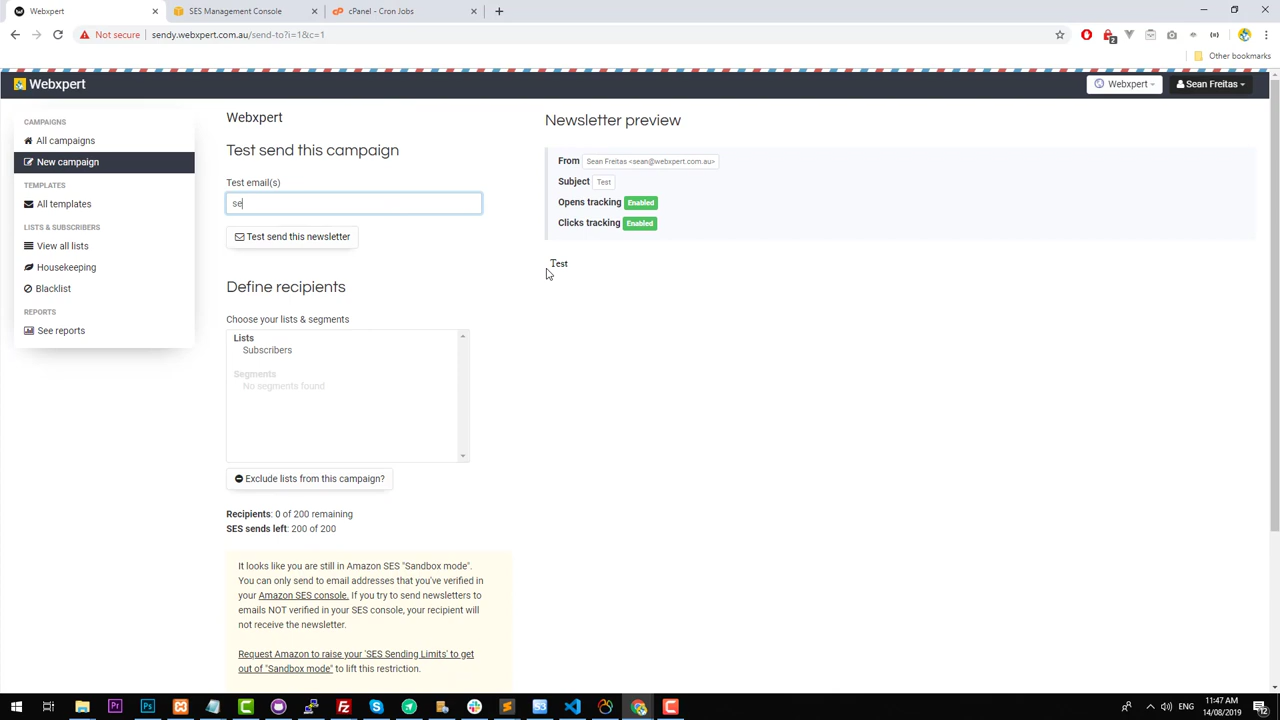 Webxpert
SES Management Console
cPanel - Cron Jobs
Not secure
sendy.webxpert.com.au/send-to?i=1&c=1
2
Other bookmarks
Webxpert
Webxpert
Sean Freitas
CAMPAIGNS
All campaigns
New campaign
TEMPLATES
All templates
LISTS & SUBSCRIBERS
View all lists
Housekeeping
Blacklist
REPORTS
See reports
Webxpert
Test send this campaign
Test email(s)
se
Test send this newsletter
Define recipients
Choose your lists & segments
Lists
Subscribers
Segments
No segments found
Exclude lists from this campaign?
Recipients: 0 of 200 remaining
SES sends left: 200 of 200
It looks like you are still in Amazon SES "Sandbox mode".
You can only send to email addresses that you've verified in
your Amazon SES console. If you try to send newsletters to
emails NOT verified in your SES console, your recipient will
not receive the newsletter.
Request Amazon to raise your 'SES Sending Limits' to get
out of "Sandbox mode" to lift this restriction.
Newsletter preview
From Sean Freitas <sean@webxpert.com.au>
Subject Test
Opens tracking Enabled
Clicks tracking Enabled
Test
ENG
11:47 AM
14/08/2019
12